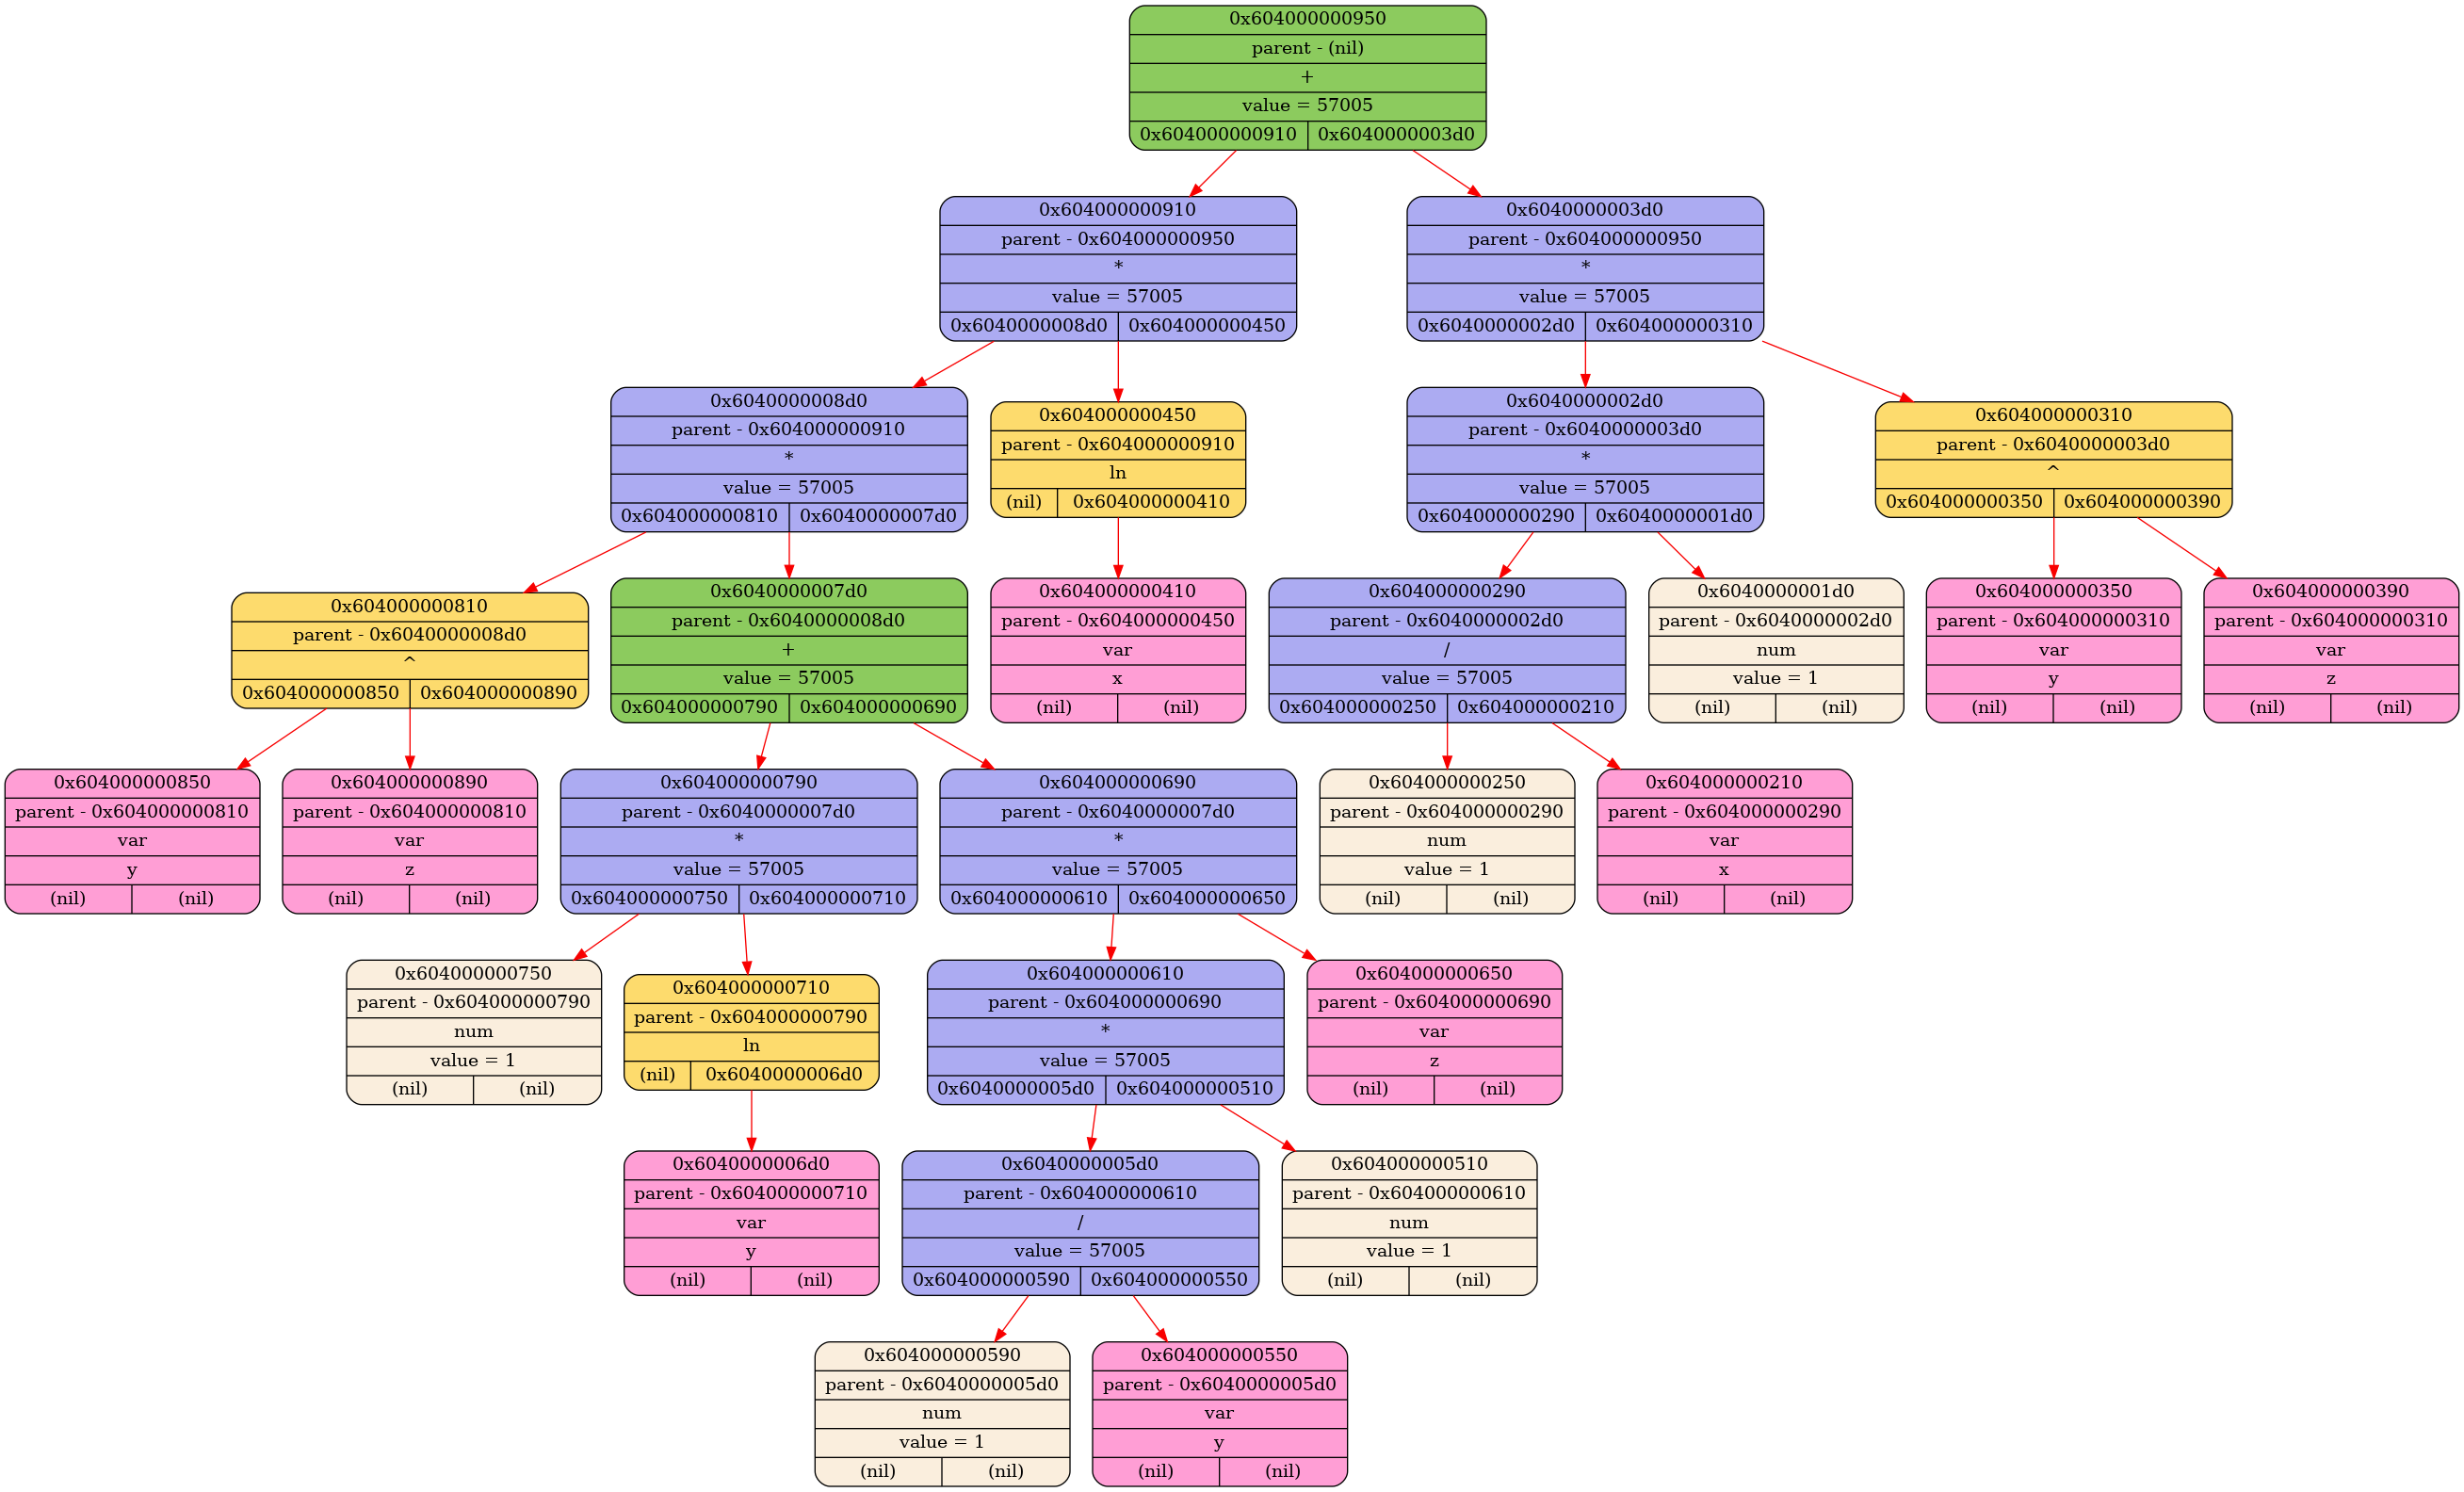 0x604000000950
parent - (nil)
+
value = 57005
0x604000000910 0x6040000003d0
0x604000000910
parent - 0x604000000950
*
value = 57005
0x6040000008d0 0x604000000450
0x6040000003d0
parent - 0x604000000950
*
value = 57005
0x6040000002d0 0x604000000310
0x6040000008d0
parent - 0x604000000910
*
value = 57005
0x604000000810 0x6040000007d0
0x604000000450
parent - 0x604000000910
ln
(nil) 0x604000000410
0x6040000002d0
parent - 0x6040000003d0
*
value = 57005
0x604000000290 0x6040000001d0
0x604000000310
parent - 0x6040000003d0
^
0x604000000350 0x604000000390
0x604000000810
parent - 0x6040000008d0
^
0x604000000850 0x604000000890
0x6040000007d0
parent - 0x6040000008d0
+
value = 57005
0x604000000790 0x604000000690
0x604000000410
parent - 0x604000000450
var
x
(nil) (nil)
0x604000000290
parent - 0x6040000002d0
/
value = 57005
0x604000000250 0x604000000210
0x6040000001d0
parent - 0x6040000002d0
num
value = 1
(nil) (nil)
0x604000000350
parent - 0x604000000310
var
y
(nil) (nil)
0x604000000390
parent - 0x604000000310
var
z
(nil) (nil)
0x604000000850
parent - 0x604000000810
var
y
(nil) (nil)
0x604000000890
parent - 0x604000000810
var
z
(nil) (nil)
0x604000000790
parent - 0x6040000007d0
*
value = 57005
0x604000000750 0x604000000710
0x604000000690
parent - 0x6040000007d0
*
value = 57005
0x604000000610 0x604000000650
0x604000000250
parent - 0x604000000290
num
value = 1
(nil) (nil)
0x604000000210
parent - 0x604000000290
var
x
(nil) (nil)
0x604000000750
parent - 0x604000000790
num
value = 1
(nil) (nil)
0x604000000710
parent - 0x604000000790
ln
(nil) 0x6040000006d0
0x604000000610
parent - 0x604000000690
*
value = 57005
0x6040000005d0 0x604000000510
0x604000000650
parent - 0x604000000690
var
z
(nil) (nil)
0x6040000006d0
parent - 0x604000000710
var
y
(nil) (nil)
0x6040000005d0
parent - 0x604000000610
/
value = 57005
0x604000000590 0x604000000550
0x604000000510
parent - 0x604000000610
num
value = 1
(nil) (nil)
0x604000000590
parent - 0x6040000005d0
num
value = 1
(nil) (nil)
0x604000000550
parent - 0x6040000005d0
var
y
(nil) (nil)